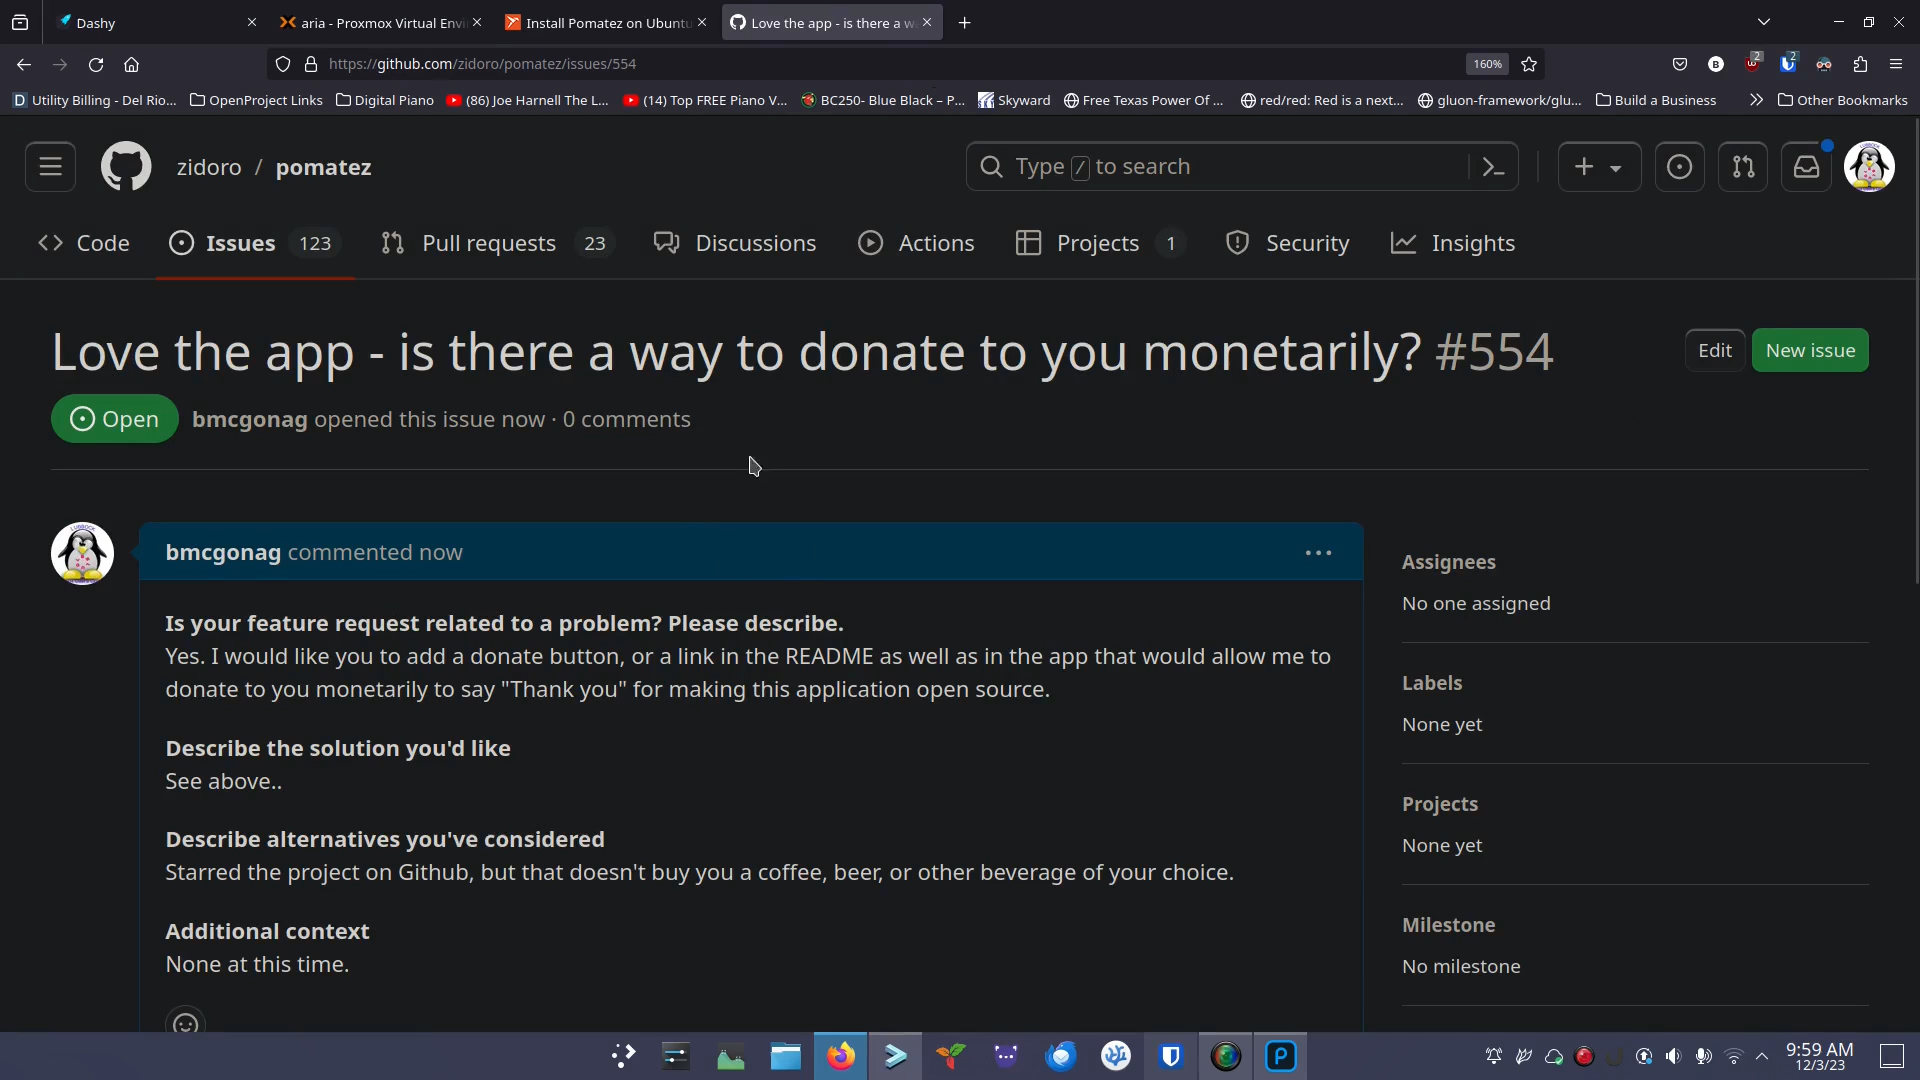 Dashy
aria - Proxmox Virtual Envi
Install Pomatez on Ubuntu
Love the app - is there a w
https://github.com/zidoro/pomatez/issues/554
160%
2
2
Utility Billing - Del Rio...
OpenProject Links
Digital Piano
(86) Joe Harnell The L...
(14) Top FREE Piano V...
BC250- Blue Black – P...
Skyward
Free Texas Power Of ...
red/red: Red is a next...
gluon-framework/glu...
Build a Business
Other Bookmarks
zidoro / pomatez
Type / to search
Code
Issues 123
Pull requests 23
Discussions
Actions
Projects 1
Security
Insights
Love the app - is there a way to donate to you monetarily? #554
Edit
New issue
Open
bmcgonag opened this issue now · 0 comments
bmcgonag commented now
Is your feature request related to a problem? Please describe.
Yes. I would like you to add a donate button, or a link in the README as well as in the app that would allow me to
donate to you monetarily to say "Thank you" for making this application open source.
Describe the solution you'd like
See above..
Describe alternatives you've considered
Starred the project on Github, but that doesn't buy you a coffee, beer, or other beverage of your choice.
Additional context
None at this time.
Assignees
No one assigned
Labels
None yet
Projects
None yet
Milestone
No milestone
9:59 AM
12/3/23